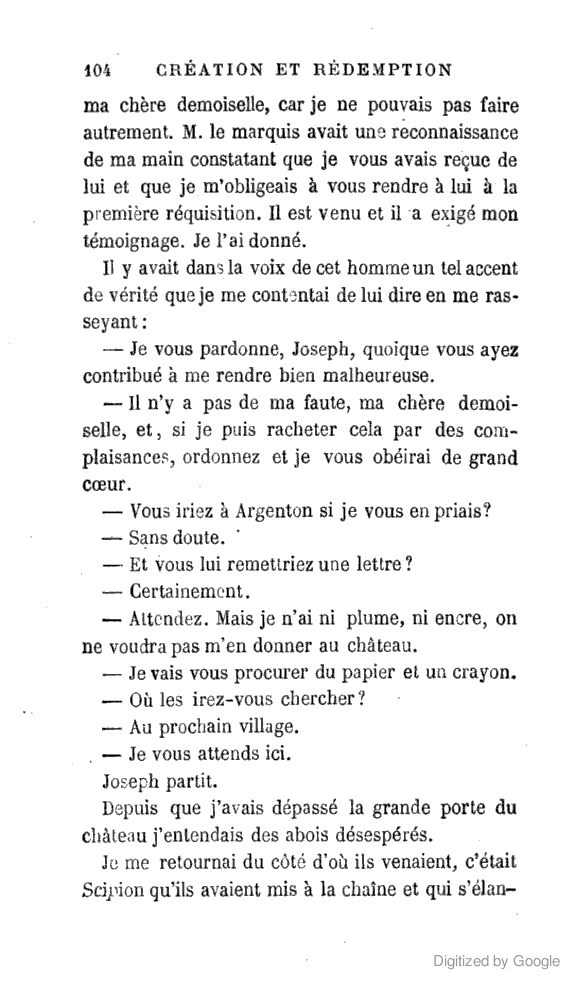 104 CRÉATION ET RÉDEMPTION
ma chère demoiselle, car je ne pouvais pas faire
autrement. M. le marquis avait une reconnaissance
de ma main constatant que je vous avais reçue de
lui et que je m'obligeais à vous rendre à lui à la
première réquisition. Il est venu et il a exigé mon
témoignage. Je l'ai donné.
Il y avait dans la voix de cet homme un tel accent
de vérité que je me contentai de lui dire en me ras-
seyant :
— Je vous pardonne, Joseph, quoique vous ayez
contribué à me rendre bien malheureuse.
— Il n'y a pas de ma faute, ma chère demoi-
selle, et, si je puis racheter cela par des com-
plaisances, ordonnez et je vous obéirai de grand
cœur.
— Vous iriez à Argenton si je vous en priais?
— Sans doute.
— Et vous lui remettriez une lettre?
— Certainement.
— Attendez. Mais je n'ai ni plume, ni encre, on
ne voudra pas m'en donner au château.
— Je vais vous procurer du papier et un crayon.
— Où les irez-vous chercher?
— Au prochain village.
— Je vous attends ici.
Joseph partit.
Depuis que j'avais dépassé la grande porte du
château j'entendais des abois désespérés.
Je me retournai du côté d'où ils venaient, c'était
Scipion qu'ils avaient mis à la chaîne et qui s'élan-
Digitized by Google